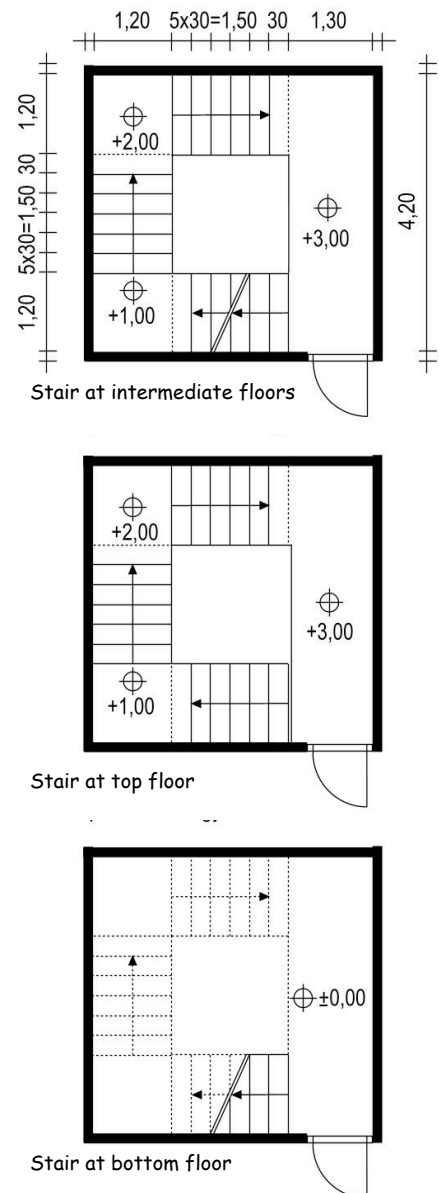 1,20 5x30=1,50 30 1,30
1,20
30
5x30=1,50
1,20
4,20
+2,00
+3,00
+1,00
Stair at intermediate floors
+2,00
+3,00
+1,00
Stair at top floor
±0,00
Stair at bottom floor